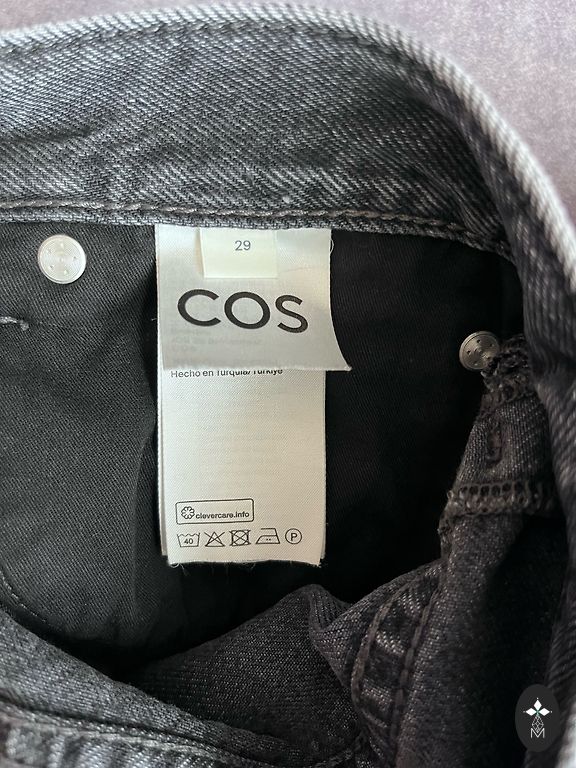 29
COS
Hecho en Turquía/Türkiye
clevercare.info
40
P